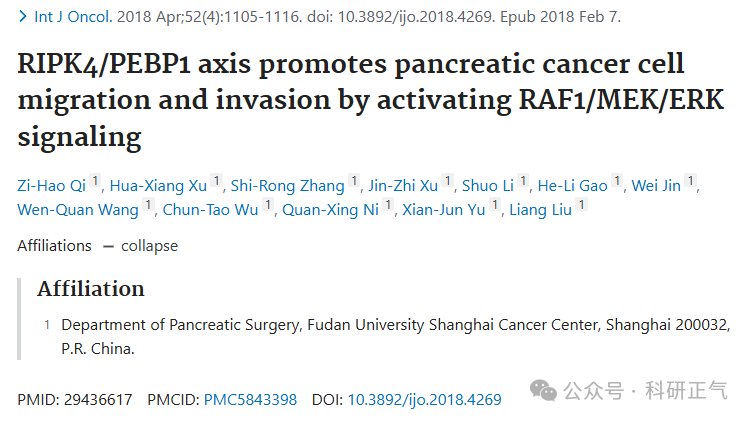 Int J Oncol. 2018 Apr;52(4):1105-1116. doi: 10.3892/ijo.2018.4269. Epub 2018 Feb 7.
RIPK4/PEBP1 axis promotes pancreatic cancer cell
migration and invasion by activating RAF1/MEK/ERK
signaling
Zi-Hao Qi 1, Hua-Xiang Xu 1, Shi-Rong Zhang 1, Jin-Zhi Xu 1, Shuo Li 1, He-Li Gao 1, Wei Jin 1,
Wen-Quan Wang 1, Chun-Tao Wu 1, Quan-Xing Ni 1, Xian-Jun Yu 1, Liang Liu 1
Affiliations — collapse
Affiliation
1 Department of Pancreatic Surgery, Fudan University Shanghai Cancer Center, Shanghai 200032,
P.R. China.
公众号 · 科研正气
PMID: 29436617 PMCID: PMC5843398 DOI: 10.3892/ijo.2018.4269